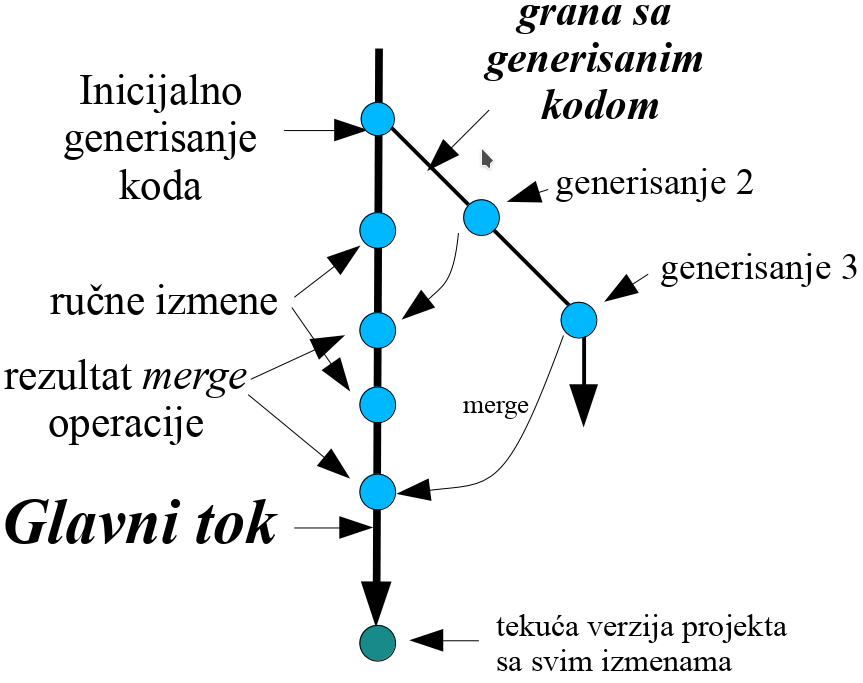 grana sa
generisanim
kodom
Inicijalno
generisanje
koda
generisanje 2
generisanje 3
ručne izmene
rezultat merge
operacije
merge
Glavni tok
tekuća verzija projekta
sa svim izmenama